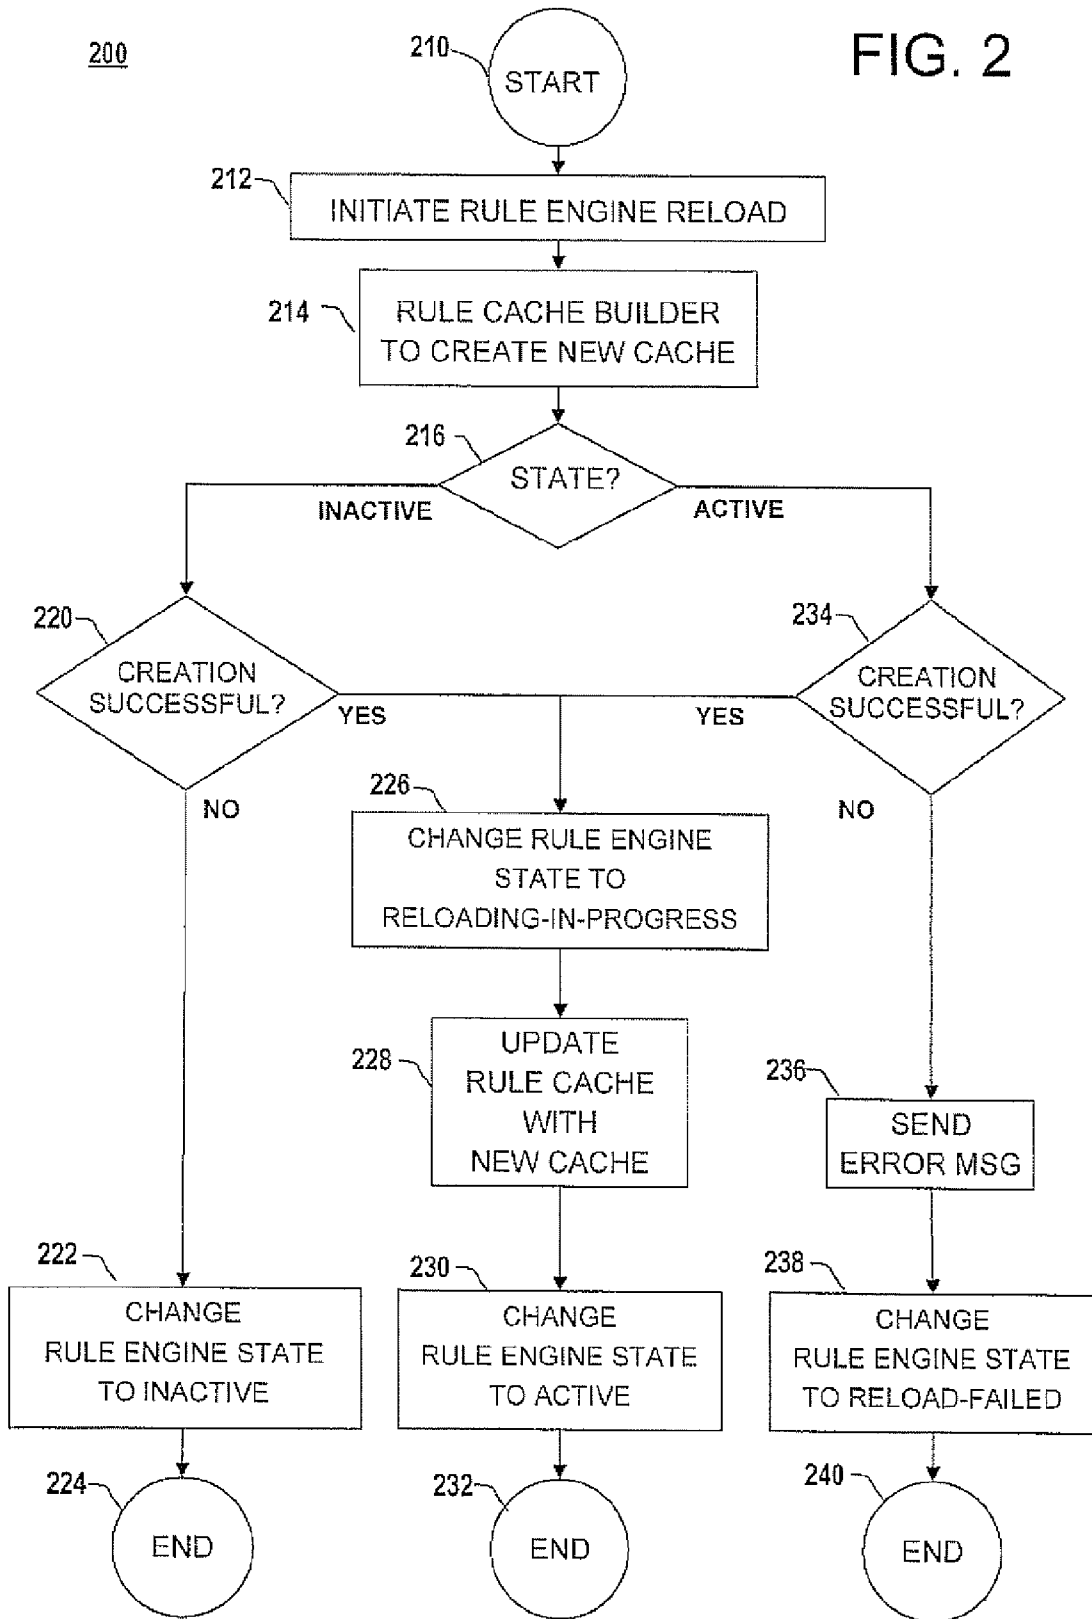 200
210
START
FIG. 2
212
INITIATE RULE ENGINE RELOAD
214
RULE CACHE BUILDER
TO CREATE NEW CACHE
216
STATE?
INACTIVE
ACTIVE
220
CREATION
SUCCESSFUL?
YES
NO
234
CREATION
SUCCESSFUL?
YES
NO
226
CHANGE RULE ENGINE
STATE TO
RELOADING-IN-PROGRESS
228
UPDATE
RULE CACHE
WITH
NEW CACHE
236
SEND
ERROR MSG
222
CHANGE
RULE ENGINE STATE
TO INACTIVE
230
CHANGE
RULE ENGINE STATE
TO ACTIVE
238
CHANGE
RULE ENGINE STATE
TO RELOAD-FAILED
224
END
232
END
240
END